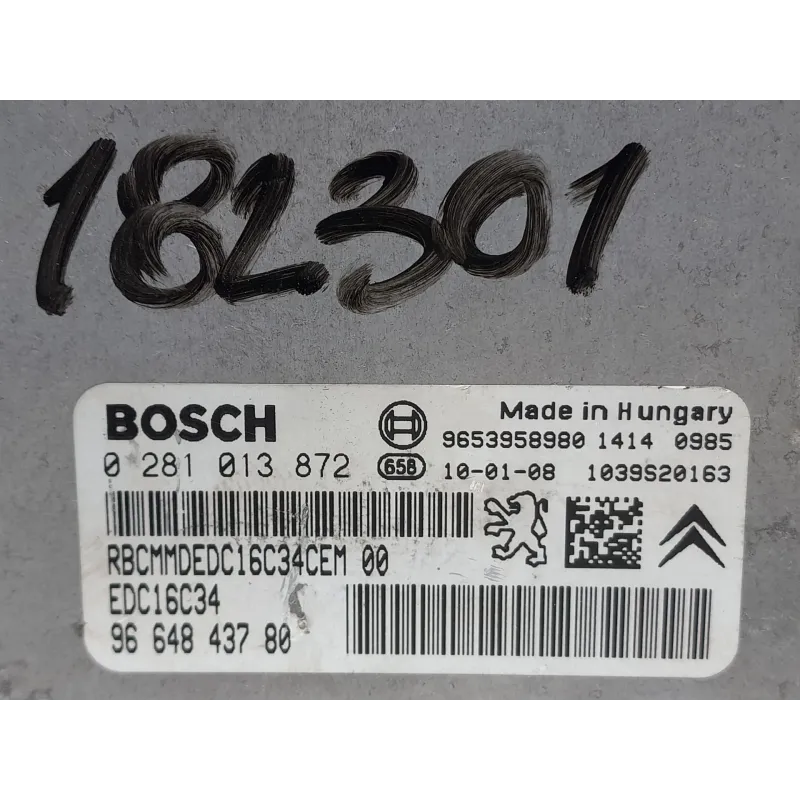 182301
BOSCH
Made in Hungary
9653958980 1414 0985
0 281 013 872
658
10-01-08
1039S20163
RBCMMDEDC16C34CEM 00
EDC16C34
96 648 437 80